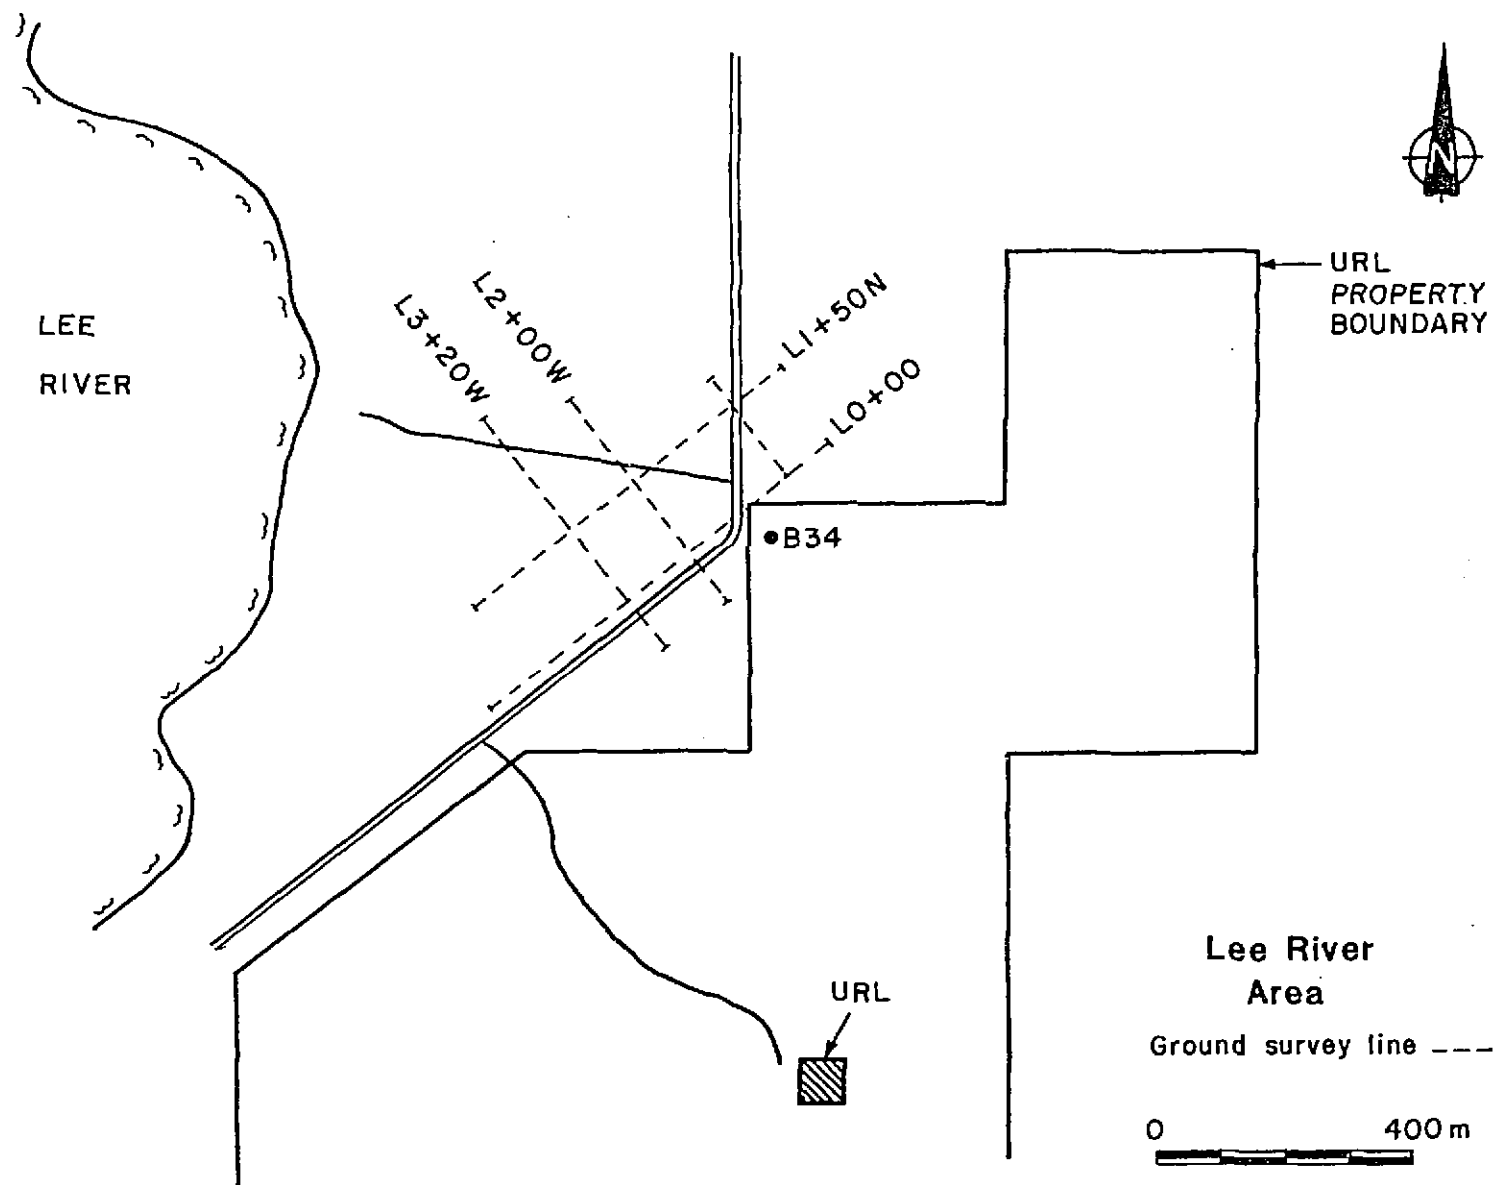 N
URL
PROPERTY
BOUNDARY
LEE
RIVER
L3+20W
L2+00W
L1+50N
L0+00
B34
URL
Lee River
Area
Ground survey line
0 400 m